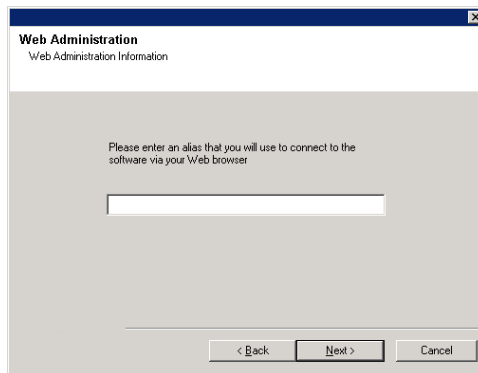 Web Administration
Web Administration Information
Please enter an alias that you will use to connect to the
software via your Web browser
< Back
Next >
Cancel